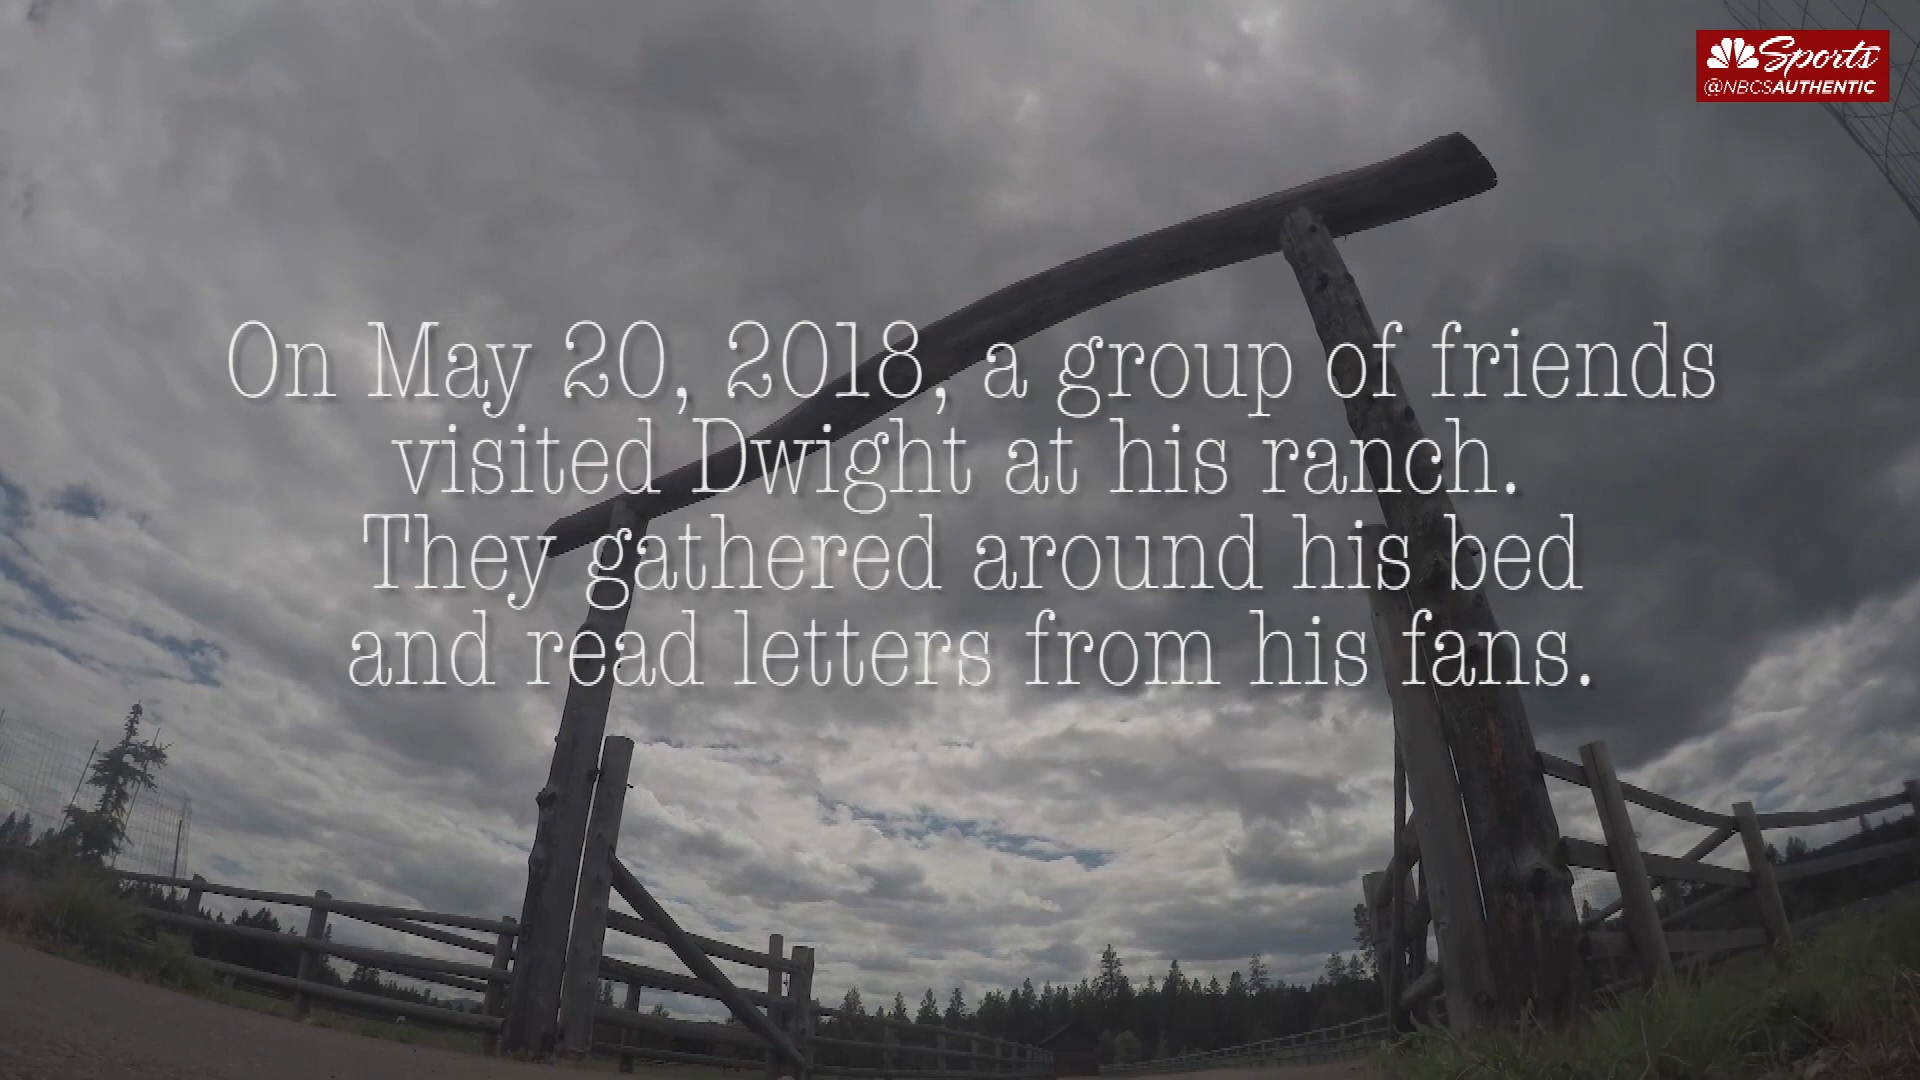 Sports
@NBCSAUTHENTIC
On May 20, 2018, a group of friends
visited Dwight at his ranch.
They gathered around his bed
and read letters from his fans.